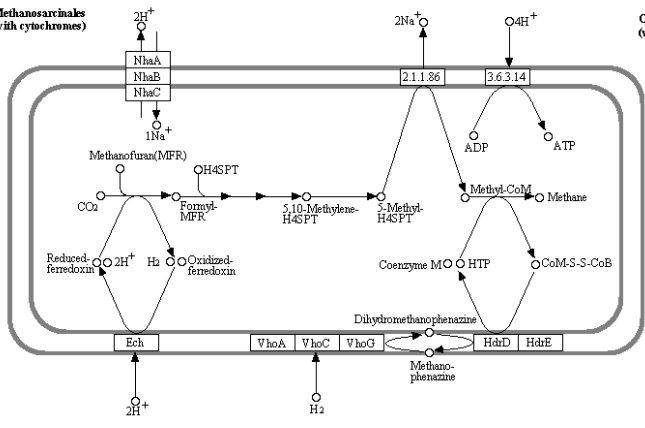 Methanosarcinales
with cytochromes)
2H+
2Na+
4H+
O
(v
NhaA
NhaB
NhaC
2.1.1.86
3.6.3.14
1Na+
ADP
ATP
Methanofuran(MFR)
H4SPT
CO2
Formyl-
MFR
5,10-Methylene-
H4SPT
5-Methyl-
H4SPT
Methyl-CoM
Methane
Reduced-
ferredoxin
2H+
H2
Oxidized-
ferredoxin
Coenzyme M
HTP
CoM-S-S-CoB
Dihydromethanophenazine
Ech
VhoA
VhoC
VhoG
HdrD
HdrE
Methano-
phenazine
2H+
H2